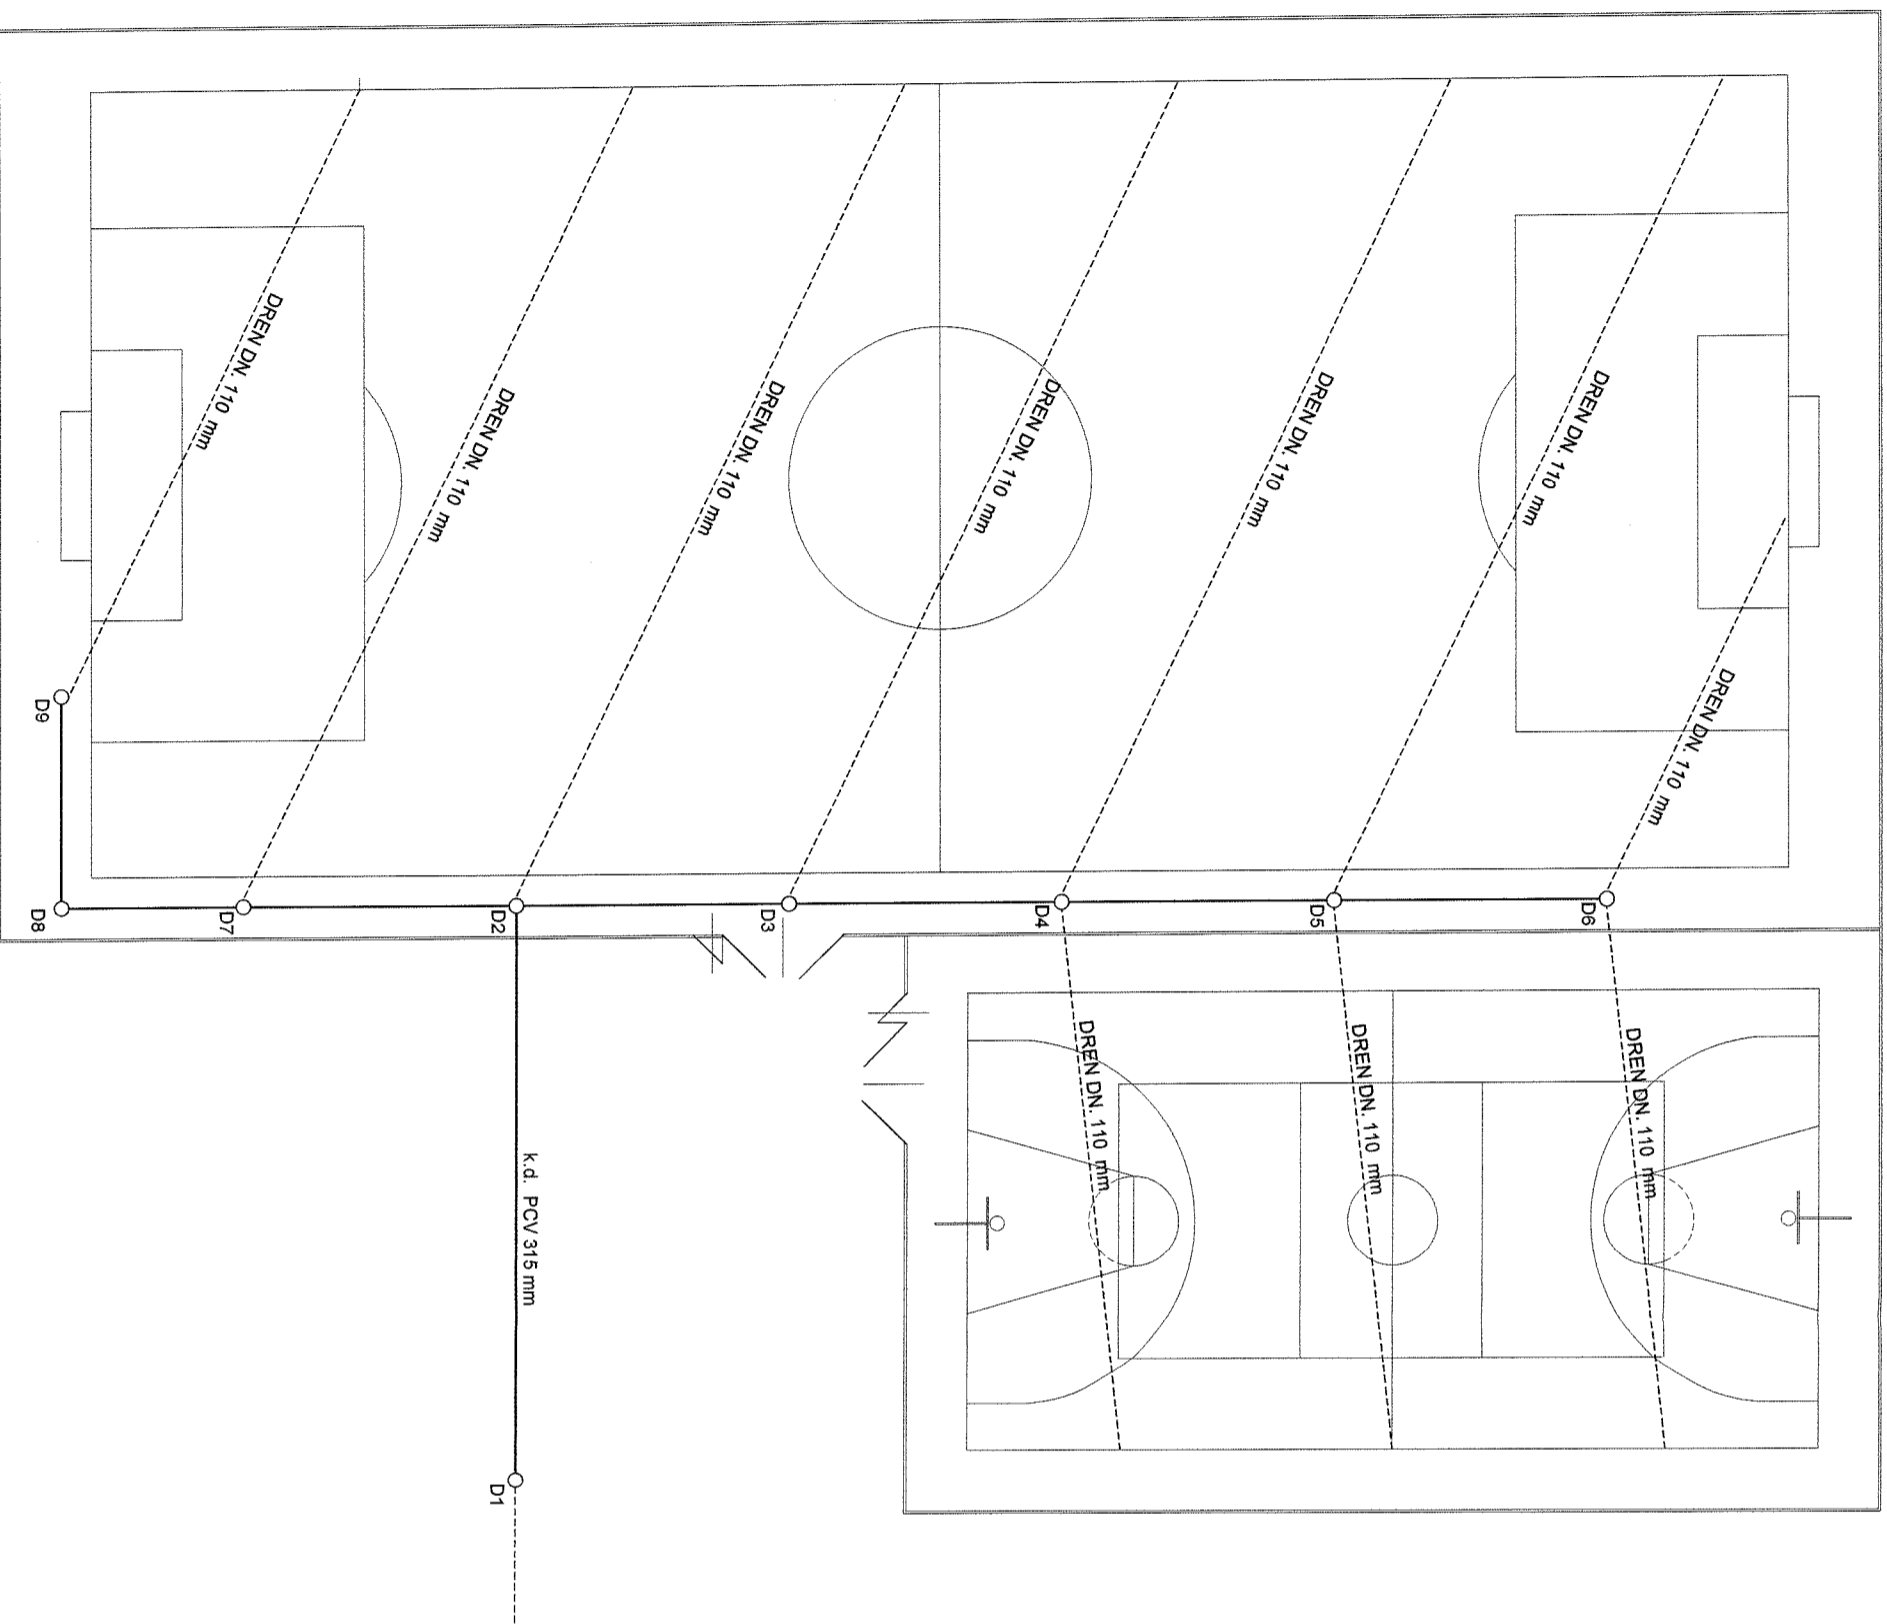 DREN DN. 110 mm
DREN DN. 110 mm
DREN DN. 110 mm
DREN DN. 110 mm
DREN DN. 110 mm
DREN DN. 110 mm
DREN DN. 110 mm
D9
D8
D7
D2
D3
D4
D5
D6
DREN DN. 110 mm
DREN DN. 110 mm
DREN DN. 110 mm
k.d. PCV 315 mm
D1